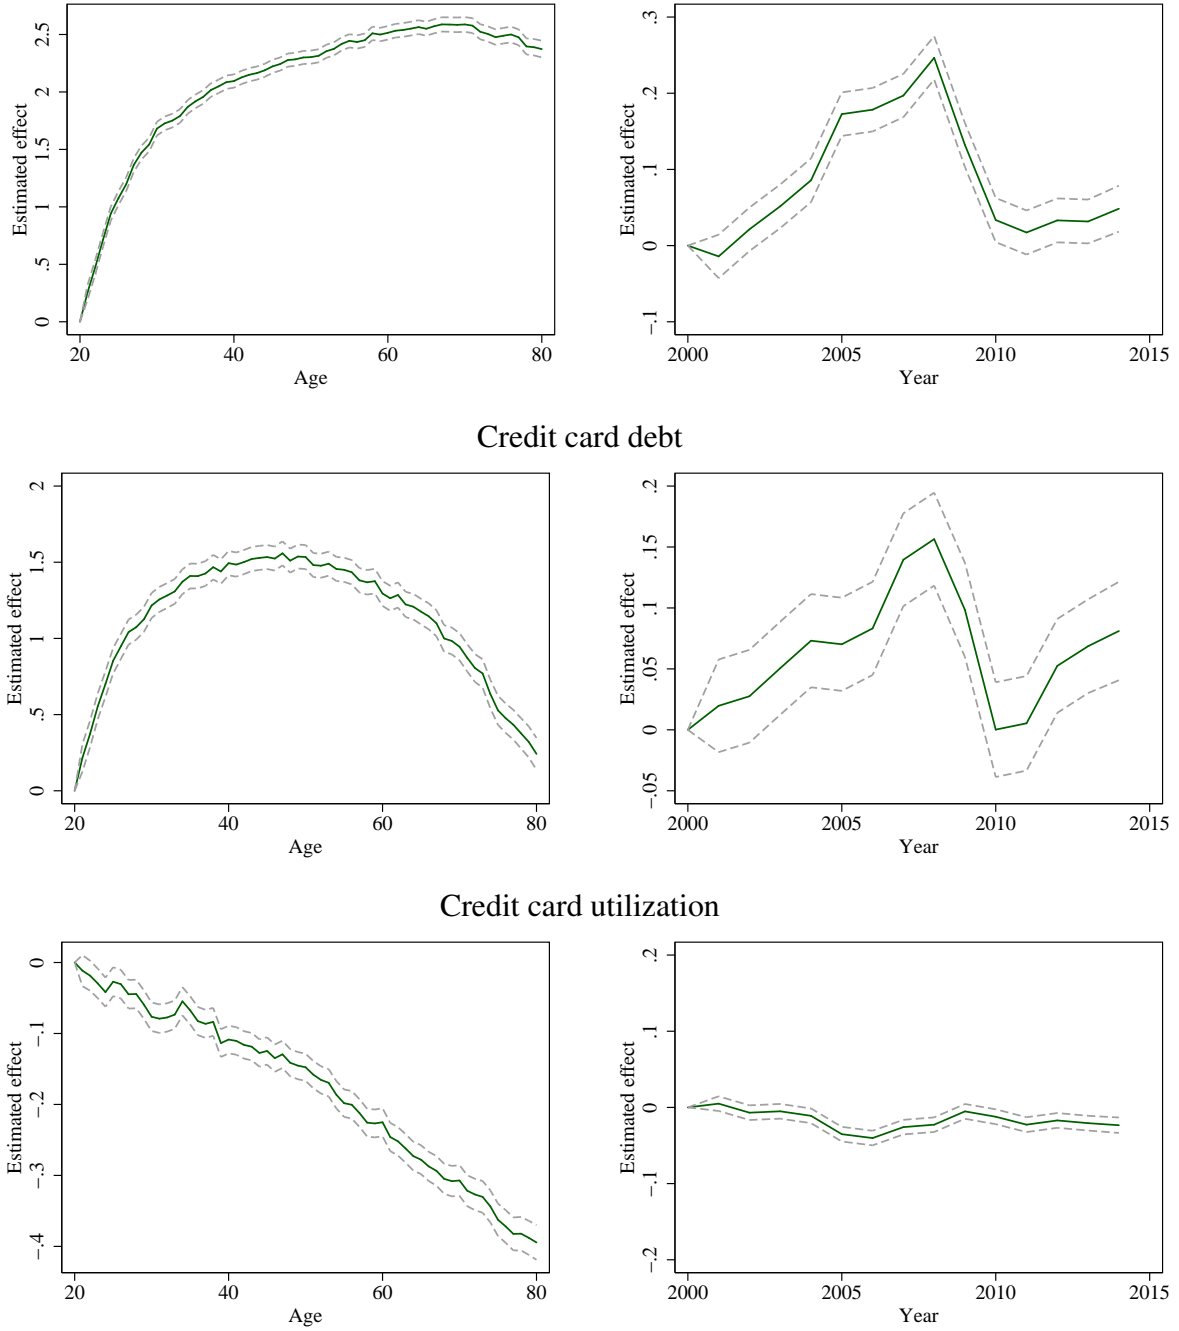 Estimated effect
0 .5 1 1.5 2 2.5
20 40 60 80
Age
Estimated effect
−.1 0 .1 .2 .3
2000 2005 2010 2015
Year
Credit card debt
Estimated effect
0 .5 1 1.5 2
20 40 60 80
Age
Estimated effect
−.05 0 .05 .1 .15 .2
2000 2005 2010 2015
Year
Credit card utilization
Estimated effect
−.4 −.3 −.2 −.1 0
20 40 60 80
Age
Estimated effect
−.2 −.1 0 .1 .2
2000 2005 2010 2015
Year